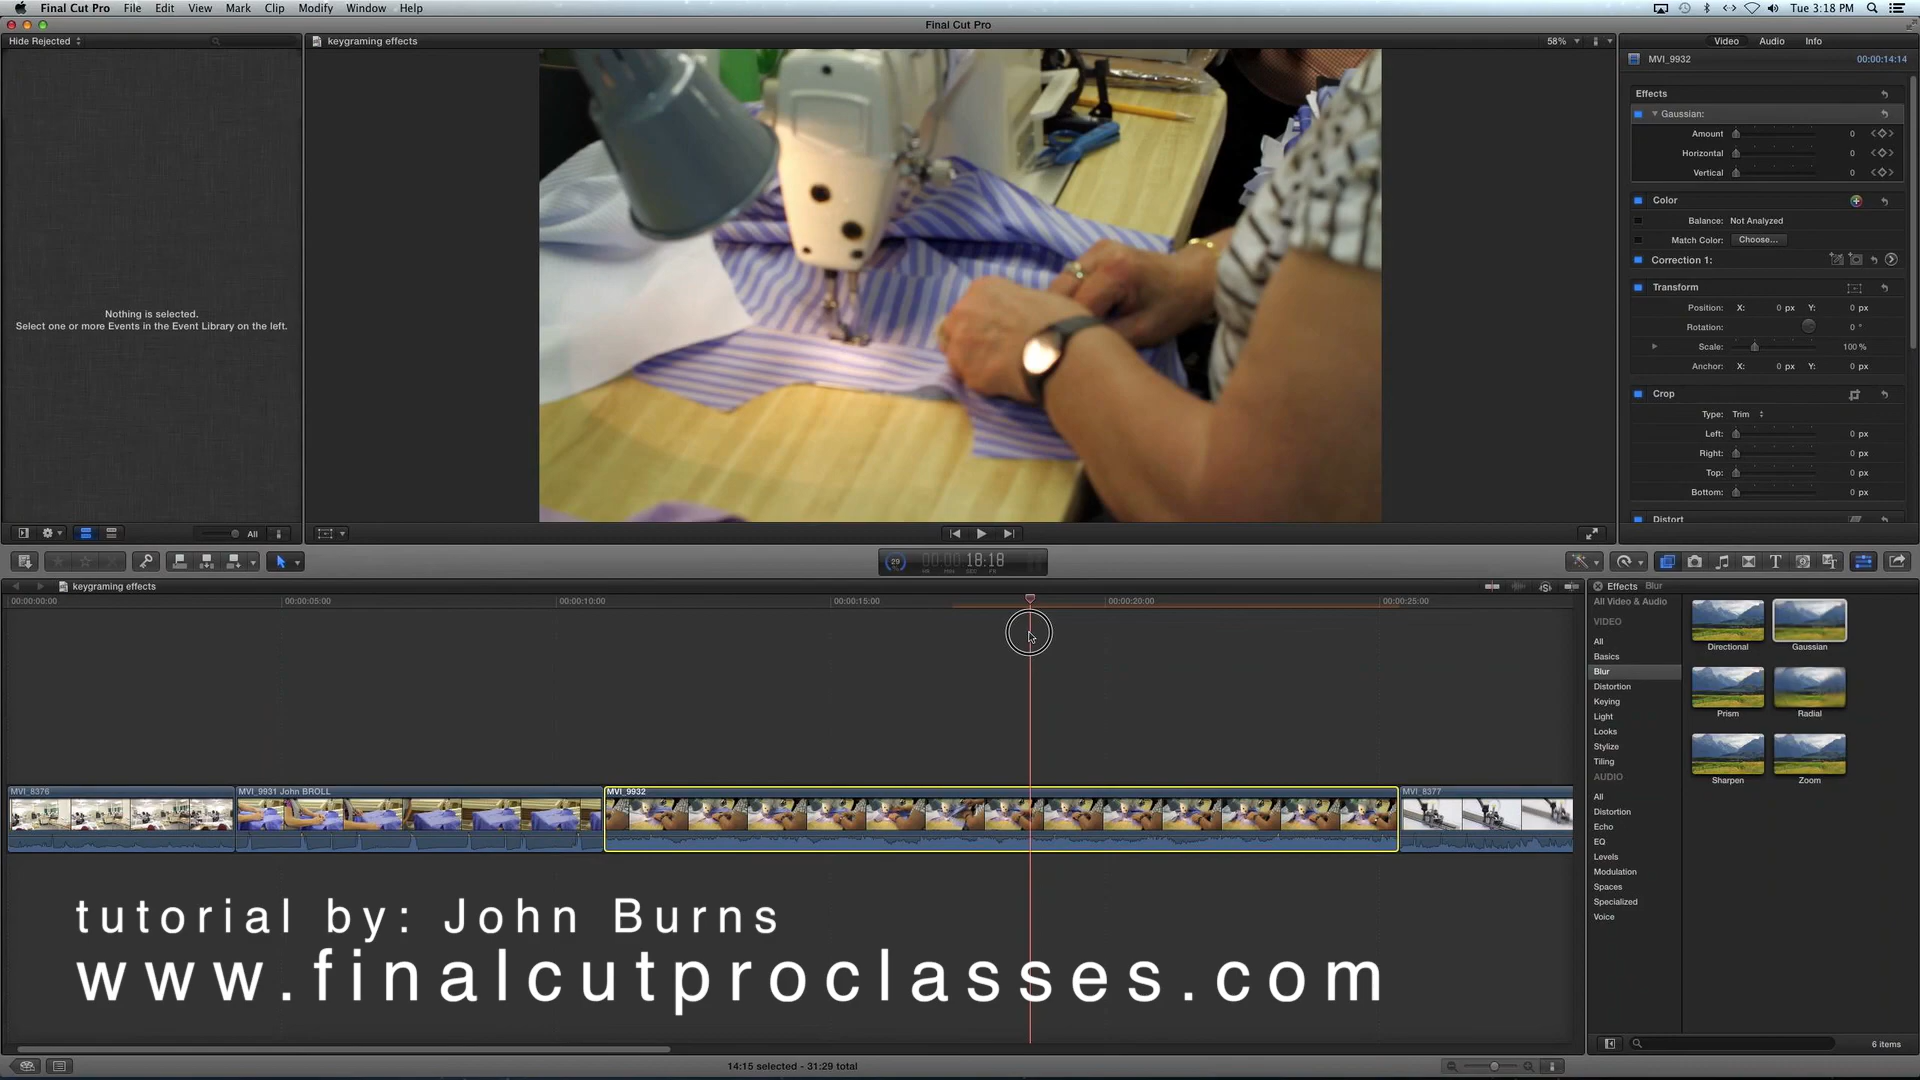 Final Cut Pro File Edit View Mark Clip Modify Window Help Tue 3:18 PM
Final Cut Pro
Hide Rejected
keygraming effects
58%
Video Audio Info
MVI_9932 00:00:14:14
Effects
Gaussian:
Amount 0
Horizontal 0
Vertical 0
Color
Balance: Not Analyzed
Match Color: Choose...
Correction 1:
Transform
Position: X: 0 px Y: 0 px
Rotation: 0 °
Scale: 100 %
Anchor: X: 0 px Y: 0 px
Crop
Type: Trim
Left: 0 px
Right: 0 px
Top: 0 px
Bottom: 0 px
Distort
Nothing is selected.
Select one or more Events in the Event Library on the left.
All
29 00:00:18:18
HR MIN SEC FR
keygraming effects
00:00:00:00 00:00:05:00 00:00:10:00 00:00:15:00 00:00:20:00 00:00:25:00
MVI_8376 MVI_9931 John BROLL MVI_9932 MVI_8377
Effects Blur
All Video & Audio
VIDEO
All
Basics
Blur
Distortion
Keying
Light
Looks
Stylize
Tiling
AUDIO
All
Distortion
Echo
EQ
Levels
Modulation
Spaces
Specialized
Voice
Directional Gaussian
Prism Radial
Sharpen Zoom
6 items
tutorial by: John Burns
www.finalcutproclasses.com
14:15 selected - 31:29 total